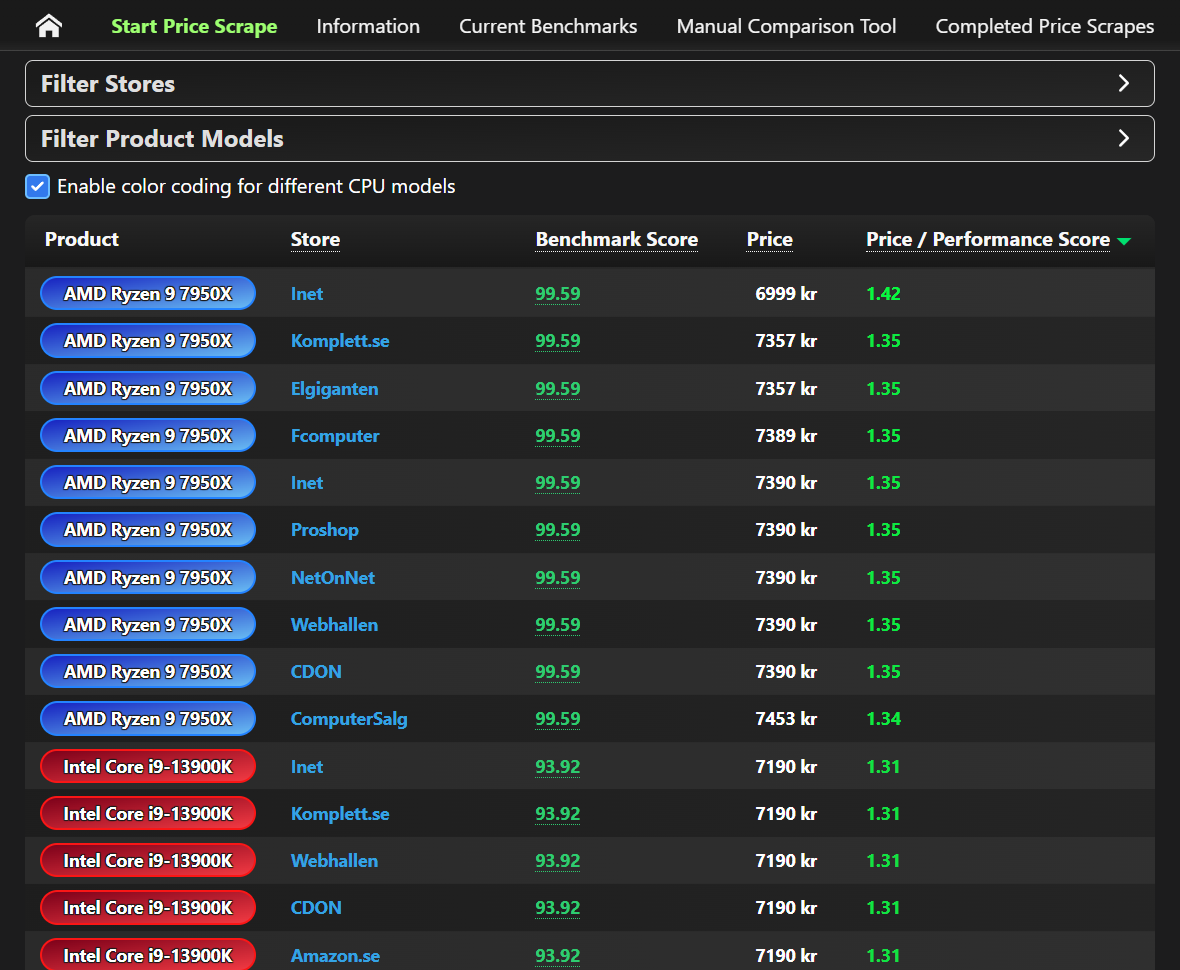 Start Price Scrape Information Current Benchmarks Manual Comparison Tool Completed Price Scrapes
Filter Stores
Filter Product Models
Enable color coding for different CPU models
Product Store Benchmark Score Price Price / Performance Score
AMD Ryzen 9 7950X Inet 99.59 6999 kr 1.42
AMD Ryzen 9 7950X Komplett.se 99.59 7357 kr 1.35
AMD Ryzen 9 7950X Elgiganten 99.59 7357 kr 1.35
AMD Ryzen 9 7950X Fcomputer 99.59 7389 kr 1.35
AMD Ryzen 9 7950X Inet 99.59 7390 kr 1.35
AMD Ryzen 9 7950X Proshop 99.59 7390 kr 1.35
AMD Ryzen 9 7950X NetOnNet 99.59 7390 kr 1.35
AMD Ryzen 9 7950X Webhallen 99.59 7390 kr 1.35
AMD Ryzen 9 7950X CDON 99.59 7390 kr 1.35
AMD Ryzen 9 7950X ComputerSalg 99.59 7453 kr 1.34
Intel Core i9-13900K Inet 93.92 7190 kr 1.31
Intel Core i9-13900K Komplett.se 93.92 7190 kr 1.31
Intel Core i9-13900K Webhallen 93.92 7190 kr 1.31
Intel Core i9-13900K CDON 93.92 7190 kr 1.31
Intel Core i9-13900K Amazon.se 93.92 7190 kr 1.31